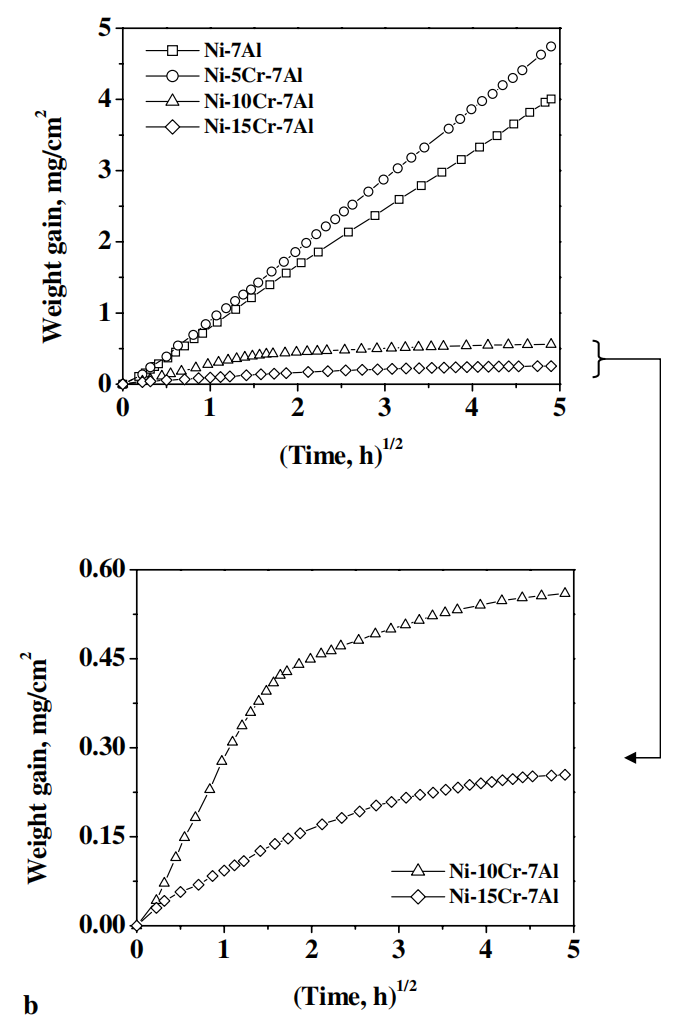 5
4
3
2
1
0
Weight gain, mg/cm²
Ni-7Al
Ni-5Cr-7Al
Ni-10Cr-7Al
Ni-15Cr-7Al
0 1 2 3 4 5
(Time, h)^1/2
0.60
0.45
0.30
0.15
0.00
Weight gain, mg/cm²
Ni-10Cr-7Al
Ni-15Cr-7Al
0 1 2 3 4 5
(Time, h)^1/2
b